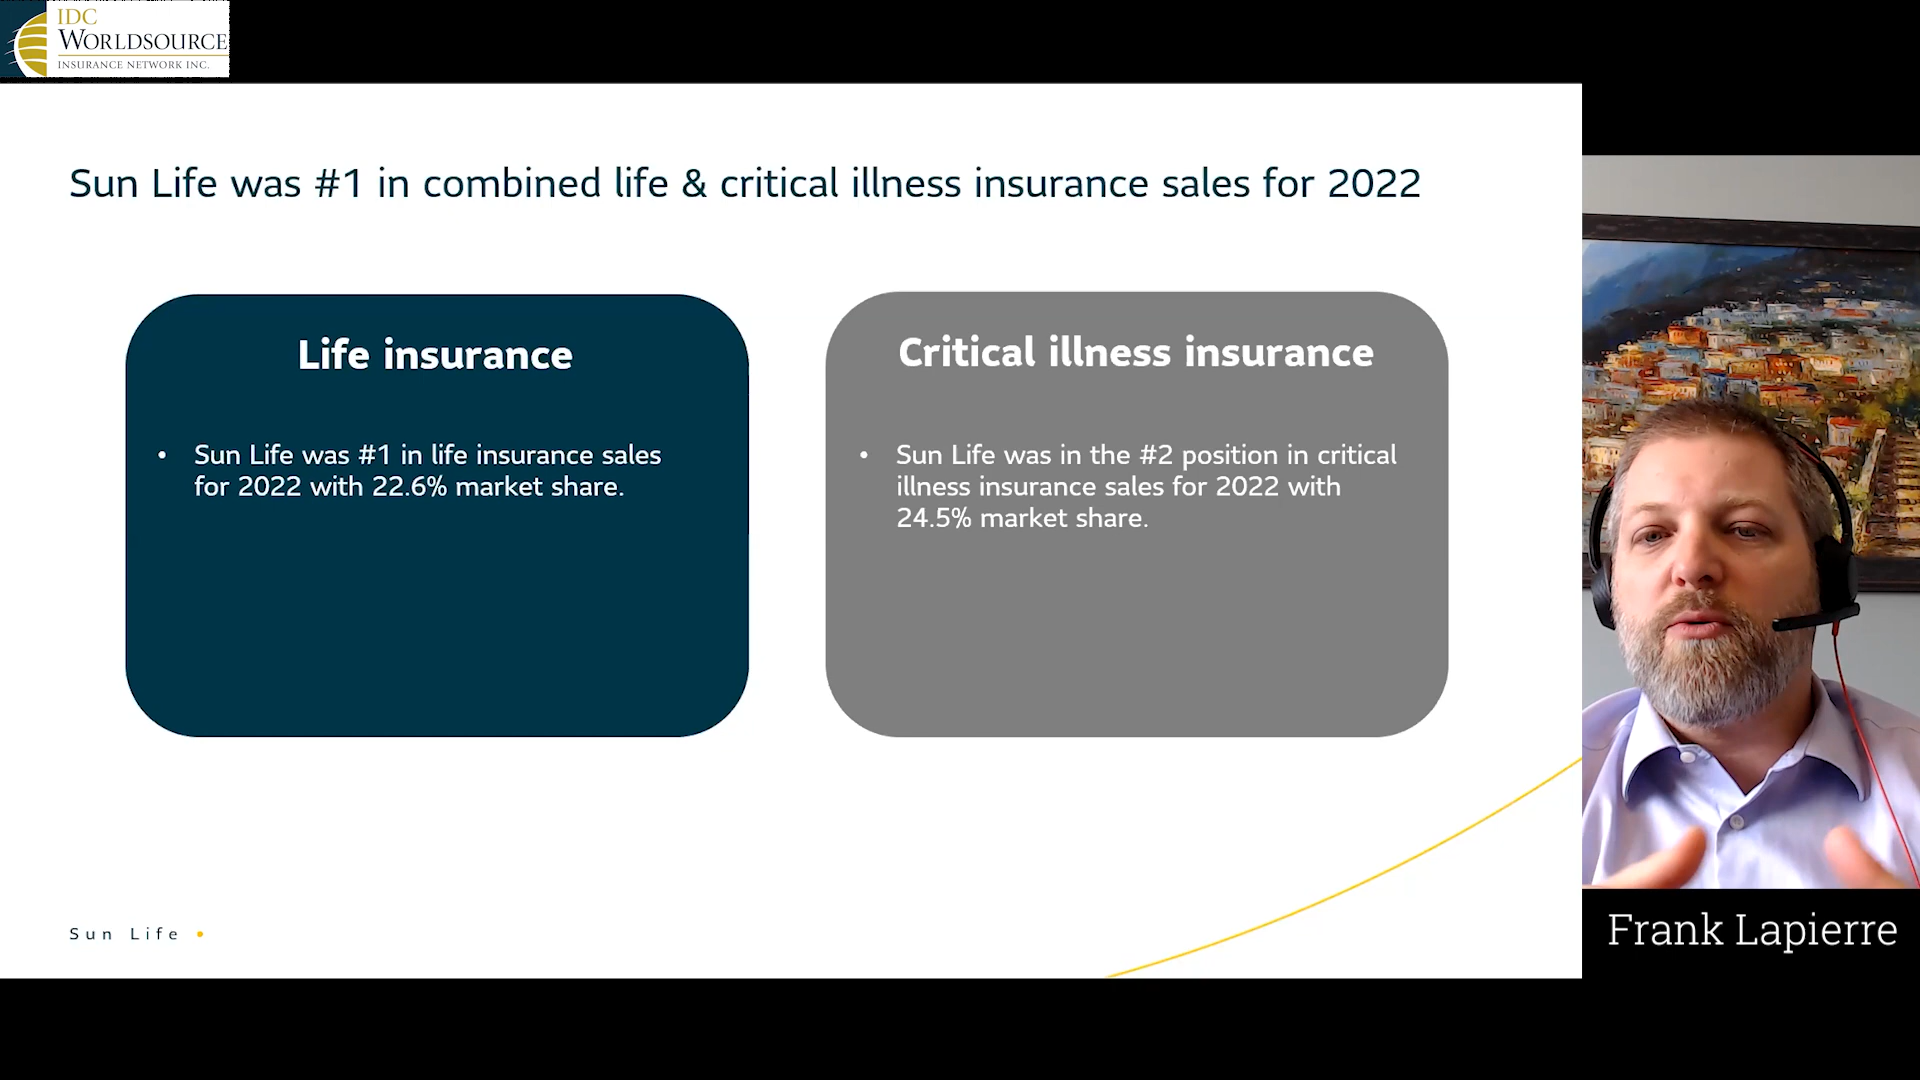 IDC
WORLDSOURCE
INSURANCE NETWORK INC.
Sun Life was #1 in combined life & critical illness insurance sales for 2022
Life insurance
• Sun Life was #1 in life insurance sales
for 2022 with 22.6% market share.
Critical illness insurance
• Sun Life was in the #2 position in critical
illness insurance sales for 2022 with
24.5% market share.
Sun Life
Frank Lapierre